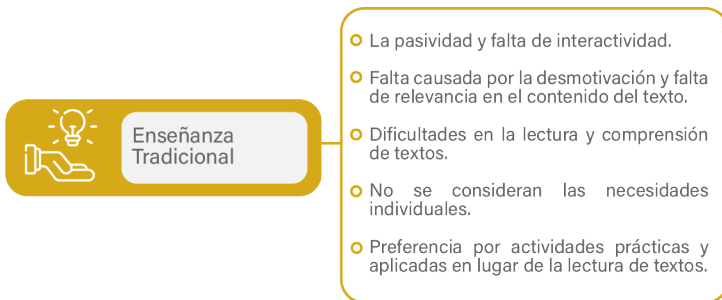 Enseñanza
Tradicional
La pasividad y falta de interactividad.
Falta causada por la desmotivación y falta
de relevancia en el contenido del texto.
Dificultades en la lectura y comprensión
de textos.
No se consideran las necesidades
individuales.
Preferencia por actividades prácticas y
aplicadas en lugar de la lectura de textos.